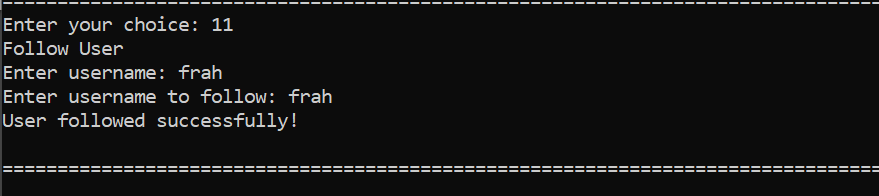 ================================================================================
Enter your choice: 11
Follow User
Enter username: frah
Enter username to follow: frah
User followed successfully!
================================================================================